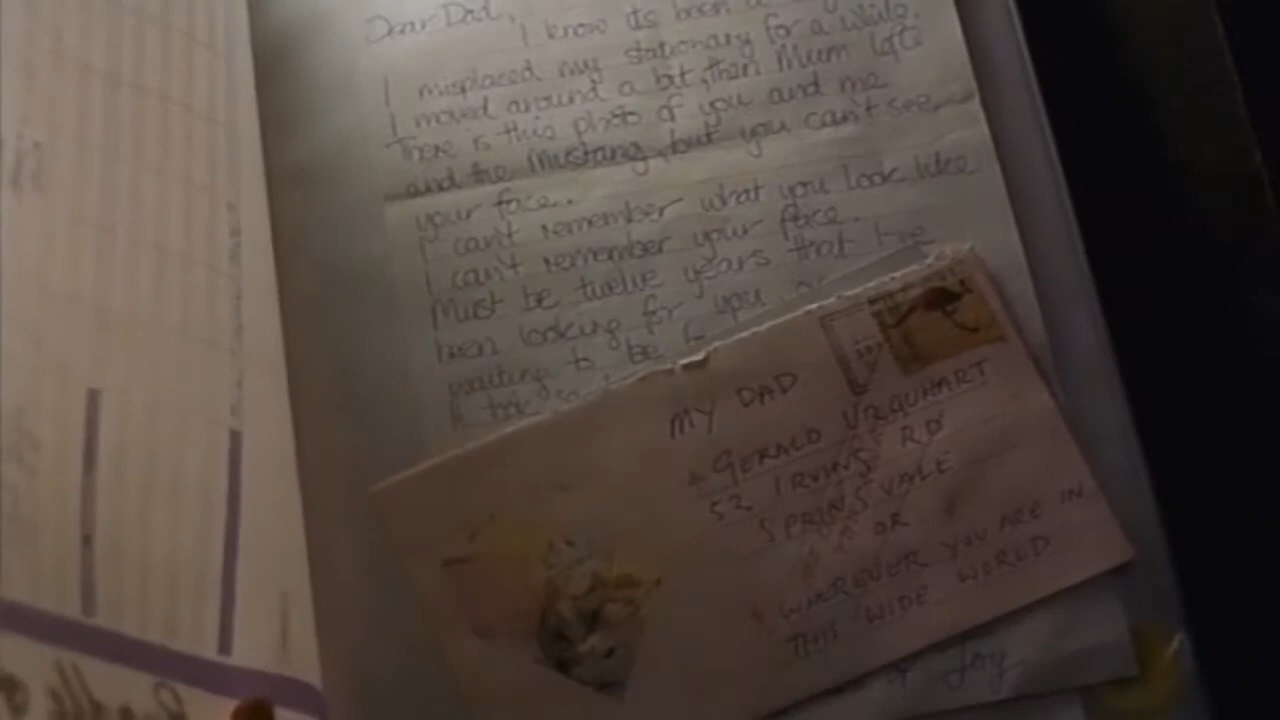 Dear Dad,
I know its been a
I misplaced my stationary for a while.
I moved around a bit, then Mum left
There is this photo of you and me
and the Mustang, but you can't see
your face.
I can't remember what you look like
I can't remember your face.
Must be twelve years that I've
been looking for you
waiting to be
MY DAD
GERALD URQUHART
52 IRVINS RD
SPRINSVALE
OR
WHEREVER YOU ARE IN
THIS WIDE WORLD